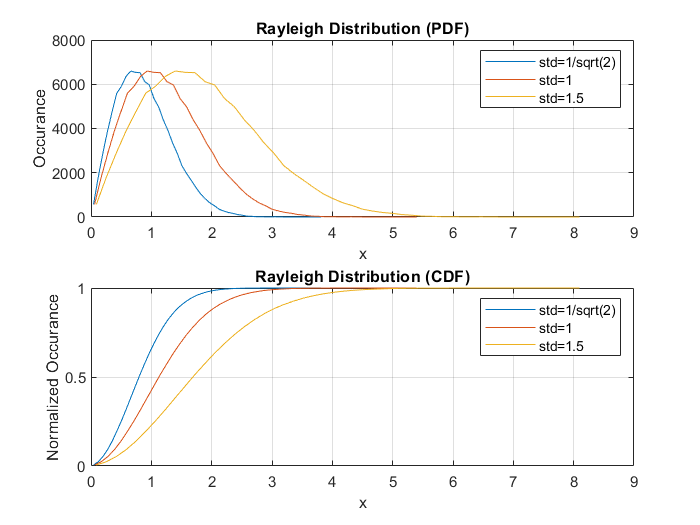 Rayleigh Distribution (PDF)
8000
6000
4000
2000
0
Occurance
std=1/sqrt(2)
std=1
std=1.5
0 1 2 3 4 5 6 7 8 9
x
Rayleigh Distribution (CDF)
1
0.5
0
Normalized Occurance
std=1/sqrt(2)
std=1
std=1.5
0 1 2 3 4 5 6 7 8 9
x